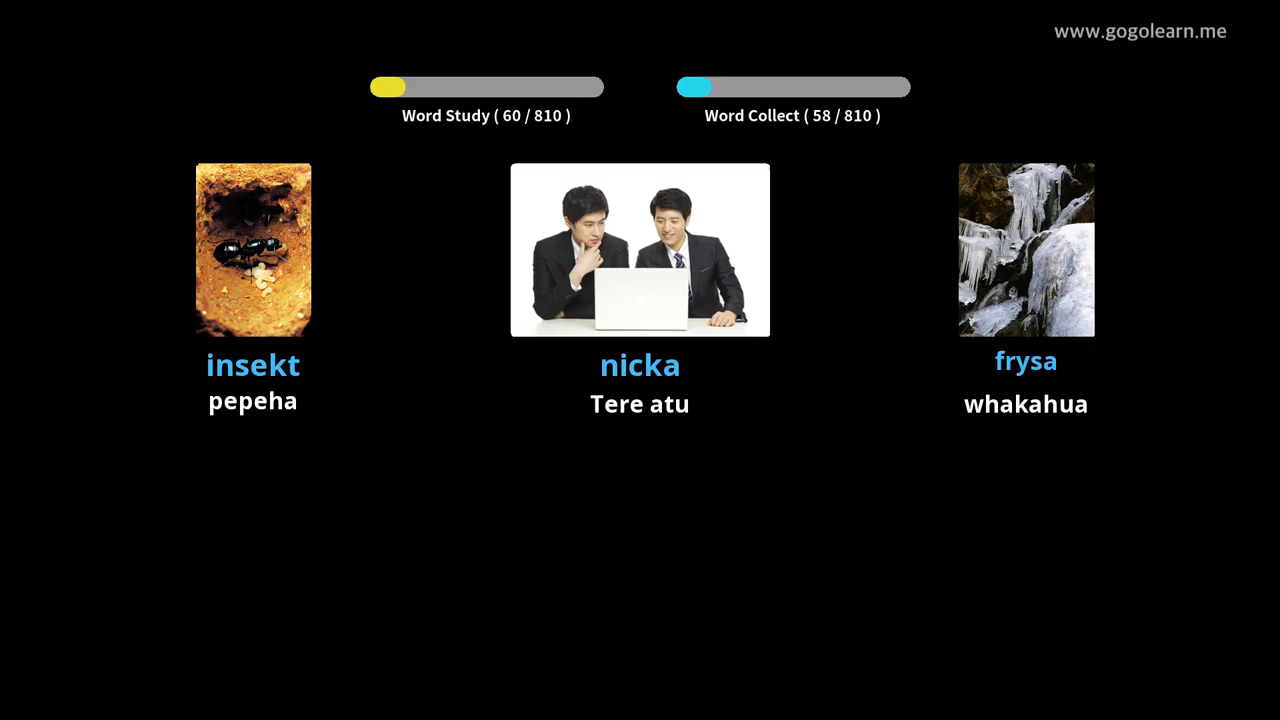 www.gogolearn.me
Word Study ( 60 / 810 )
Word Collect ( 58 / 810 )
insekt
pepeha
nicka
Tere atu
frysa
whakahua